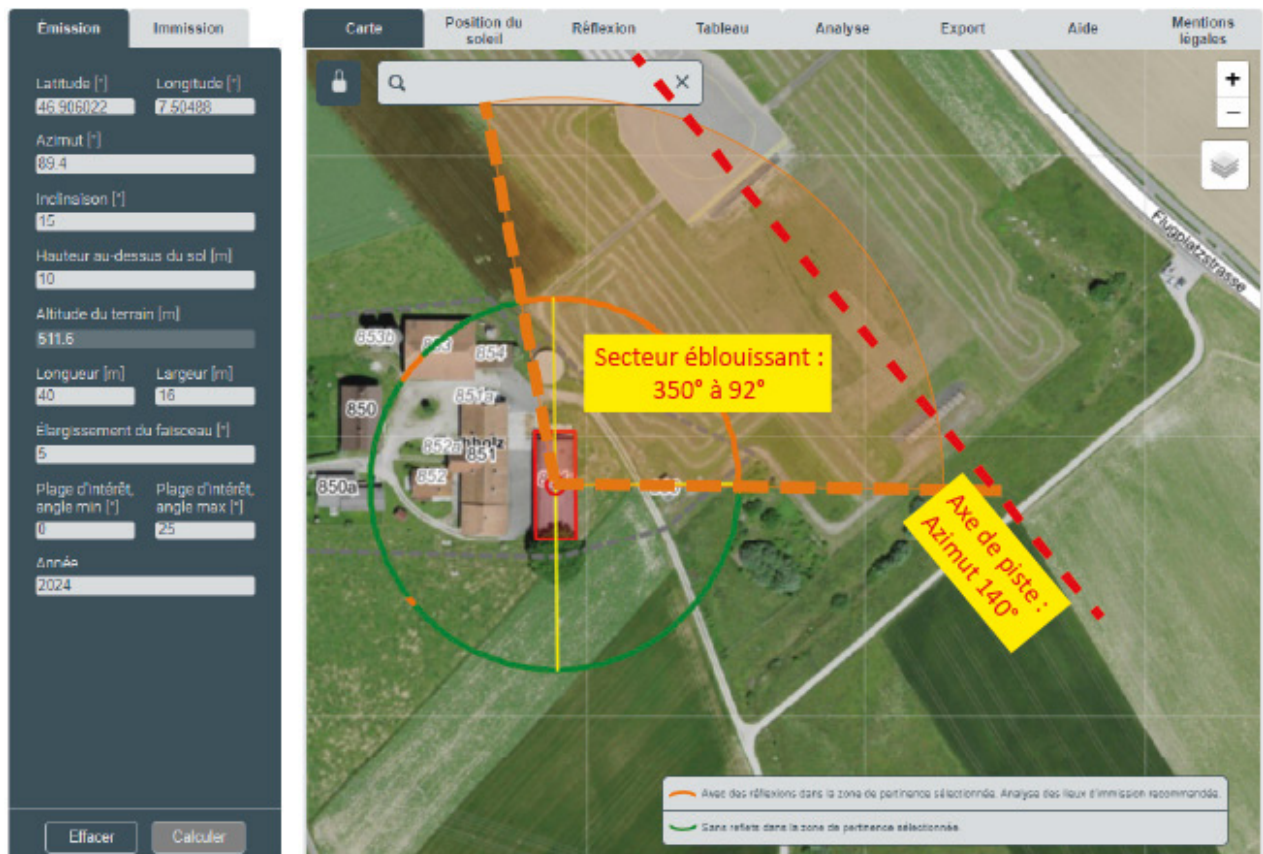 Émission
Immission
Latitude [°]
Longitude [°]
46.906022
7.50488
Azimut [°]
89.4
Inclinaison [°]
15
Hauteur au-dessus du sol [m]
10
Altitude du terrain [m]
511.6
Longueur [m]
Largeur [m]
40
16
Élargissement du faisceau [°]
5
Plage d'intérêt,
angle min [°]
Plage d'intérêt,
angle max [°]
0
25
Année
2024
Effacer
Calculer
Carte
Position du
soleil
Réflexion
Tableau
Analyse
Export
Aide
Mentions
légales
+
−
Flugplatzstrasse
853b
853
854
850
851a
852a
851
852
850a
Secteur éblouissant :
350° à 92°
Axe de piste :
Azimut 140°
Avec des réflexions dans la zone de pertinence sélectionnée. Analyse des lieux d'immission recommandée.
Sans reflets dans la zone de pertinence sélectionnée.